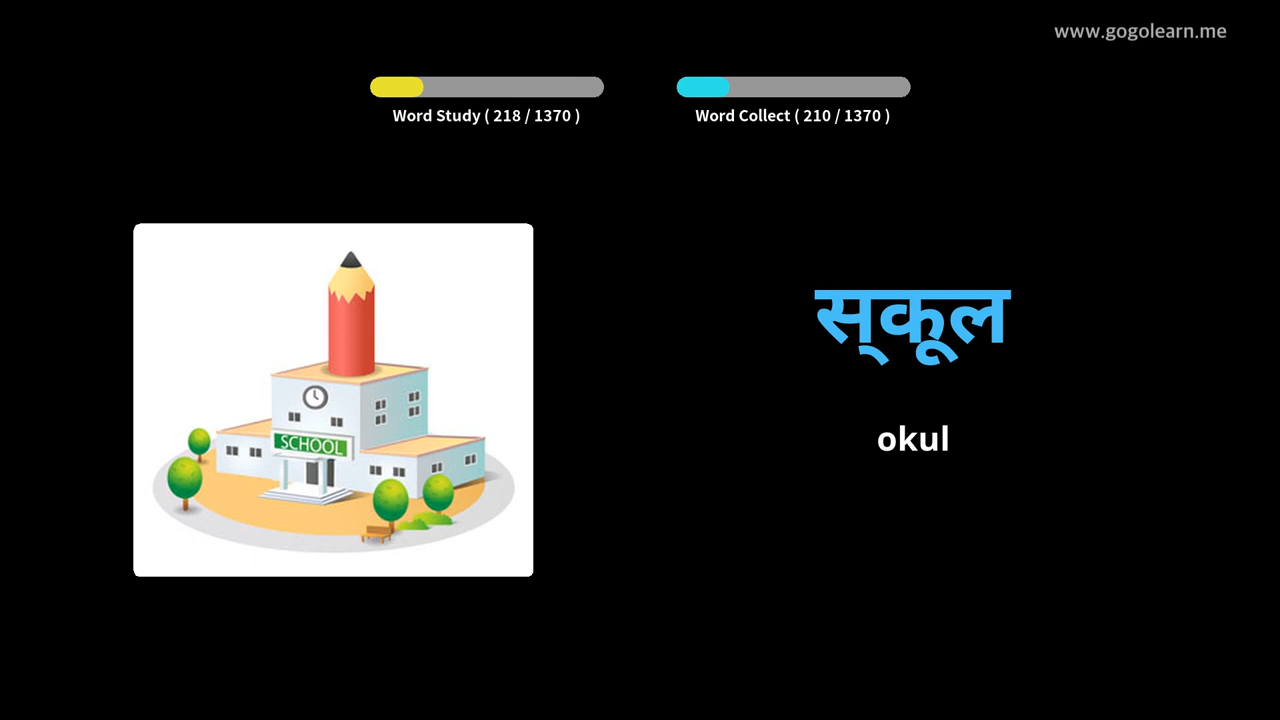 www.gogolearn.me
Word Study ( 218 / 1370 )
Word Collect ( 210 / 1370 )
SCHOOL
स्‌कूल
okul